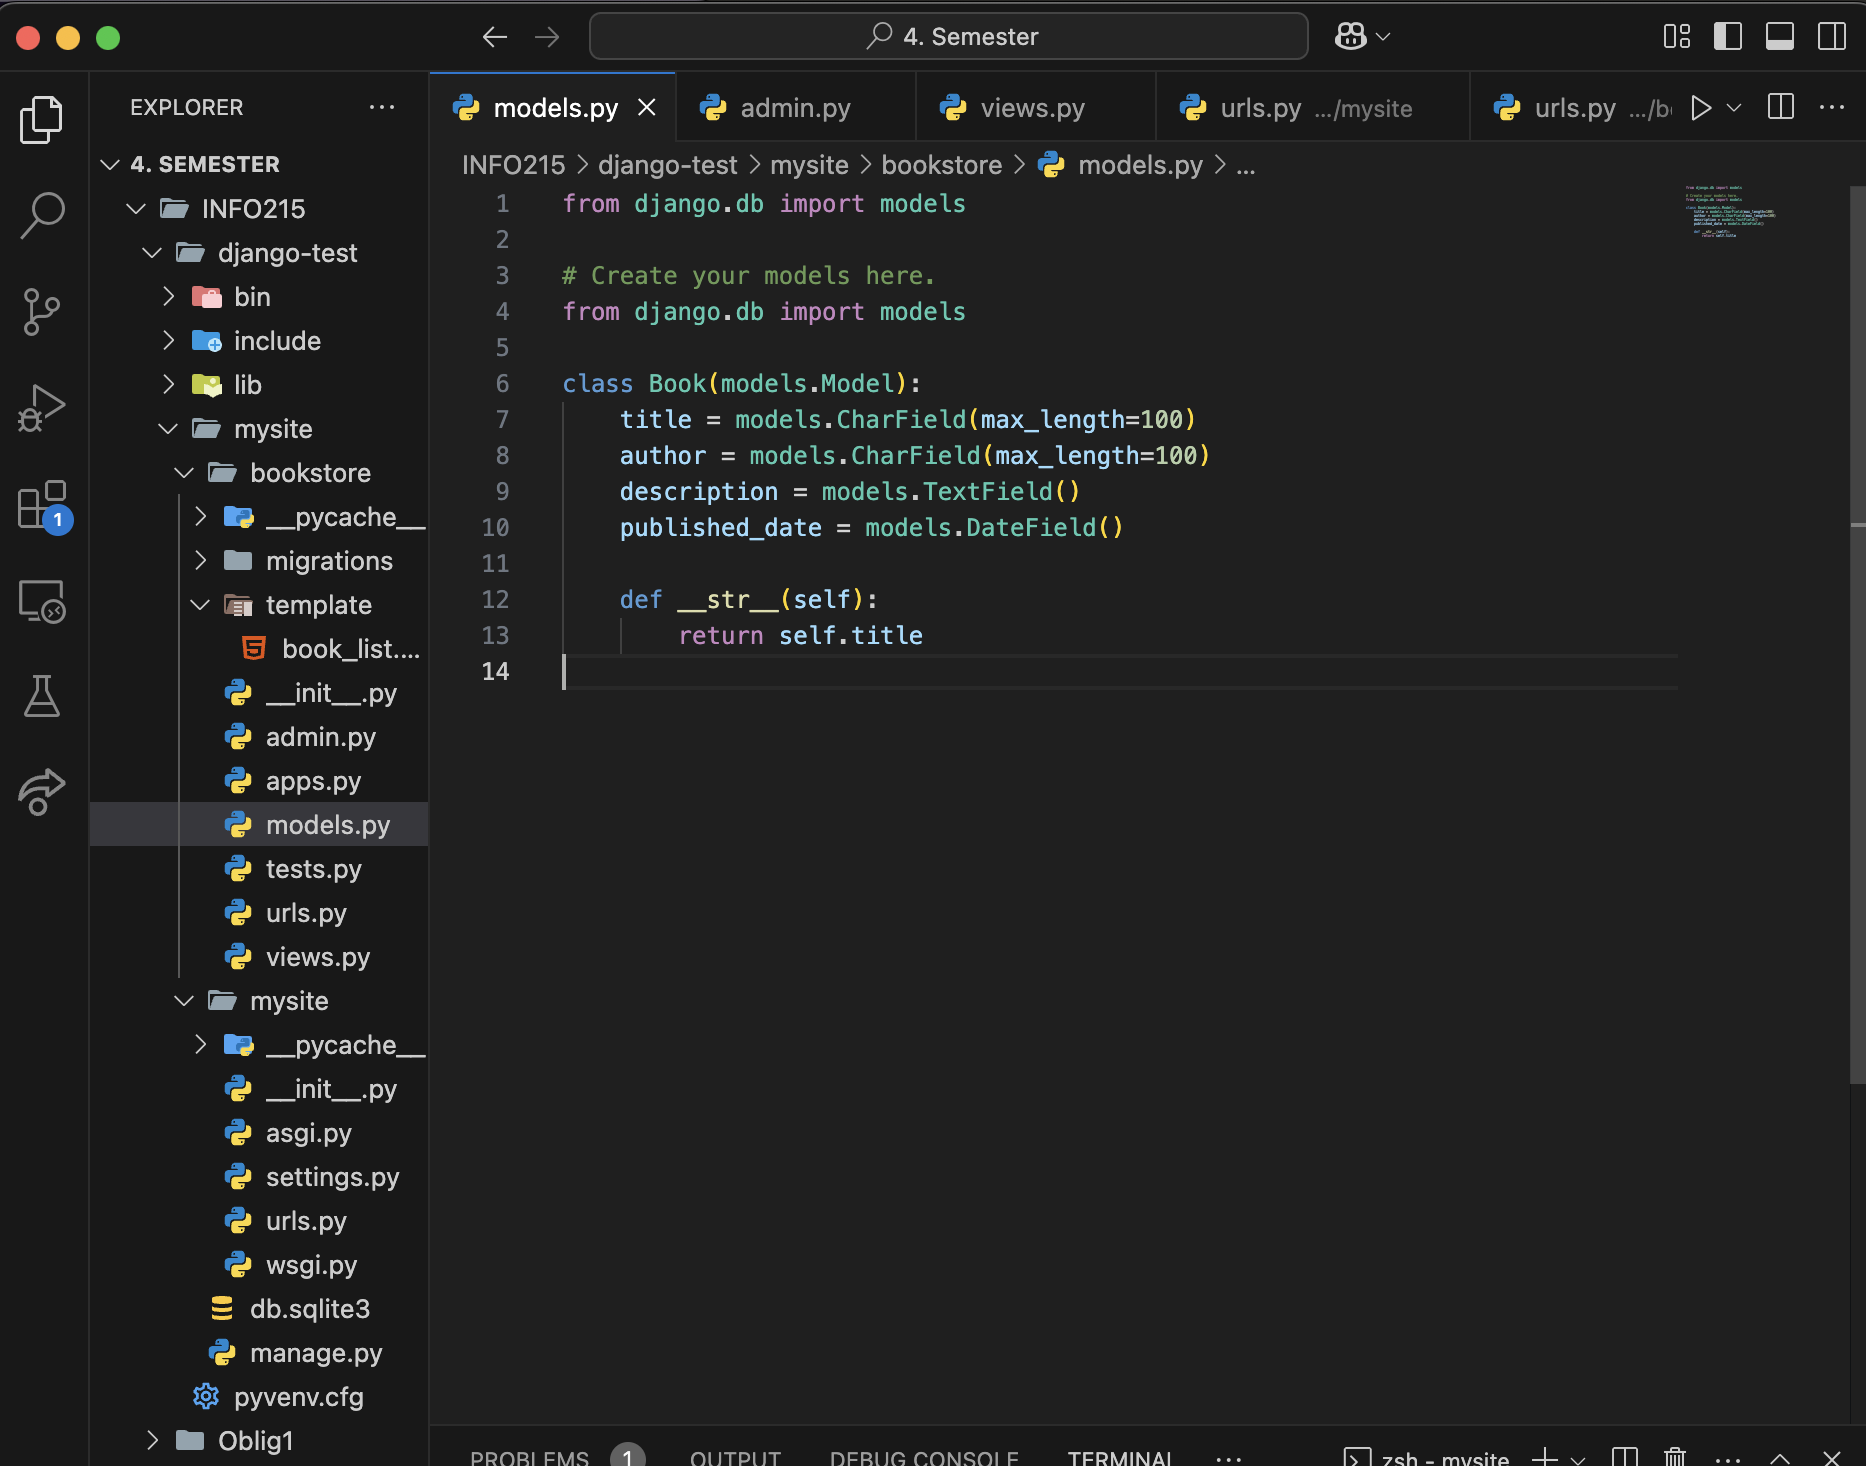 4. Semester
EXPLORER
4. SEMESTER
INFO215
django-test
bin
include
lib
mysite
bookstore
__pycache__
migrations
template
book_list....
__init__.py
admin.py
apps.py
models.py
tests.py
urls.py
views.py
mysite
__pycache__
__init__.py
asgi.py
settings.py
urls.py
wsgi.py
db.sqlite3
manage.py
pyvenv.cfg
Oblig1
1
models.py admin.py views.py urls.py .../mysite urls.py .../b
INFO215 > django-test > mysite > bookstore > models.py > ...
1 from django.db import models
2
3 # Create your models here.
4 from django.db import models
5
6 class Book(models.Model):
7 title = models.CharField(max_length=100)
8 author = models.CharField(max_length=100)
9 description = models.TextField()
10 published_date = models.DateField()
11
12 def __str__(self):
13 return self.title
14
PROBLEMS 1 OUTPUT DEBUG CONSOLE TERMINAL ... zsh - mysite